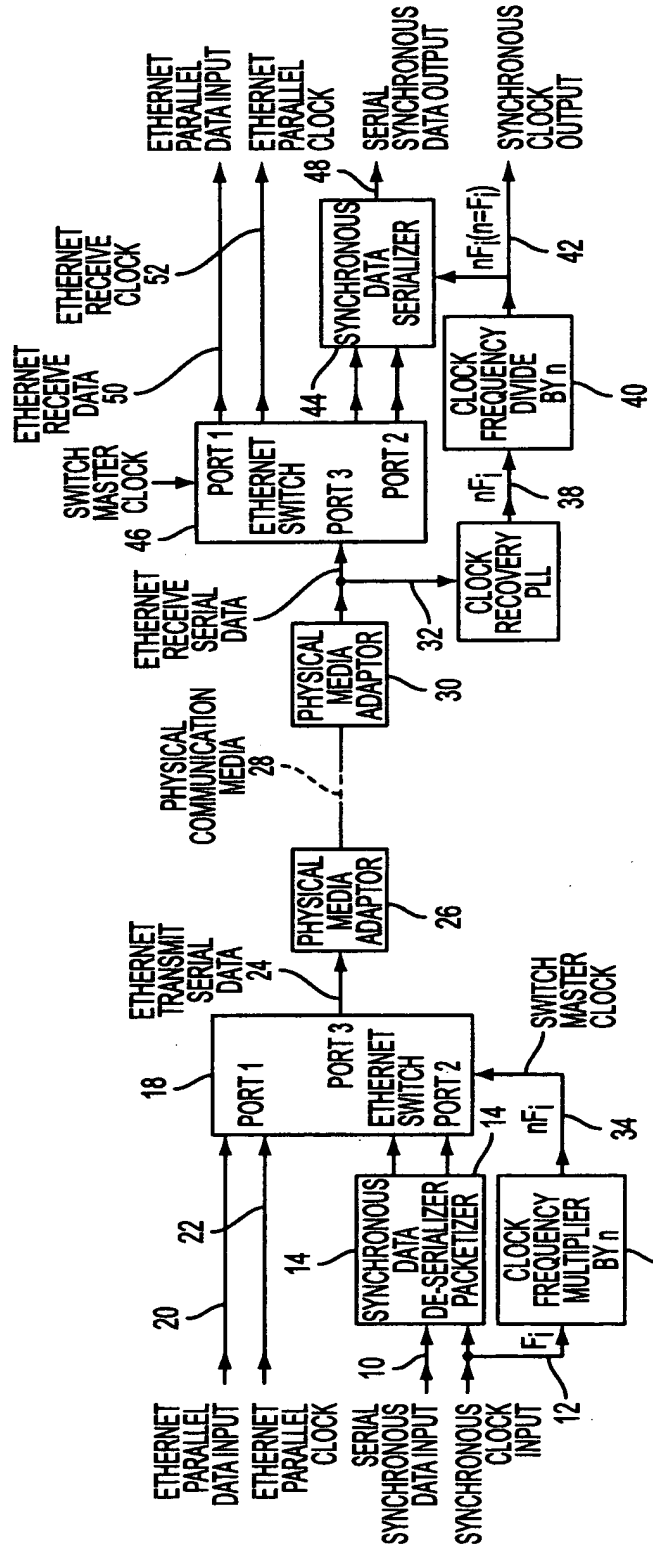 ETHERNET
PARALLEL
DATA INPUT
ETHERNET
PARALLEL
CLOCK
SERIAL
SYNCHRONOUS
DATA INPUT
SYNCHRONOUS
CLOCK
INPUT
20
22
10
12
Fi
14
SYNCHRONOUS
DATA
DE-SERIALIZER
PACKETIZER
14
CLOCK
FREQUENCY
MULTIPLIER
BY n
nFi
34
SWITCH
MASTER
CLOCK
18
PORT 1
PORT 3
ETHERNET
SWITCH
PORT 2
ETHERNET
TRANSMIT
SERIAL
DATA
24
PHYSICAL
MEDIA
ADAPTOR
26
PHYSICAL
COMMUNICATION
MEDIA
28
PHYSICAL
MEDIA
ADAPTOR
30
ETHERNET
RECEIVE
SERIAL
DATA
32
CLOCK
RECOVERY
PLL
46
SWITCH
MASTER
CLOCK
PORT 1
ETHERNET
SWITCH
PORT 3
PORT 2
ETHERNET
RECEIVE
DATA
50
ETHERNET
RECEIVE
CLOCK
52
nFi
38
CLOCK
FREQUENCY
DIVIDE
BY n
40
44
SYNCHRONOUS
DATA
SERIALIZER
48
nFi(n=Fi)
42
ETHERNET
PARALLEL
DATA INPUT
ETHERNET
PARALLEL
CLOCK
SERIAL
SYNCHRONOUS
DATA OUTPUT
SYNCHRONOUS
CLOCK
OUTPUT